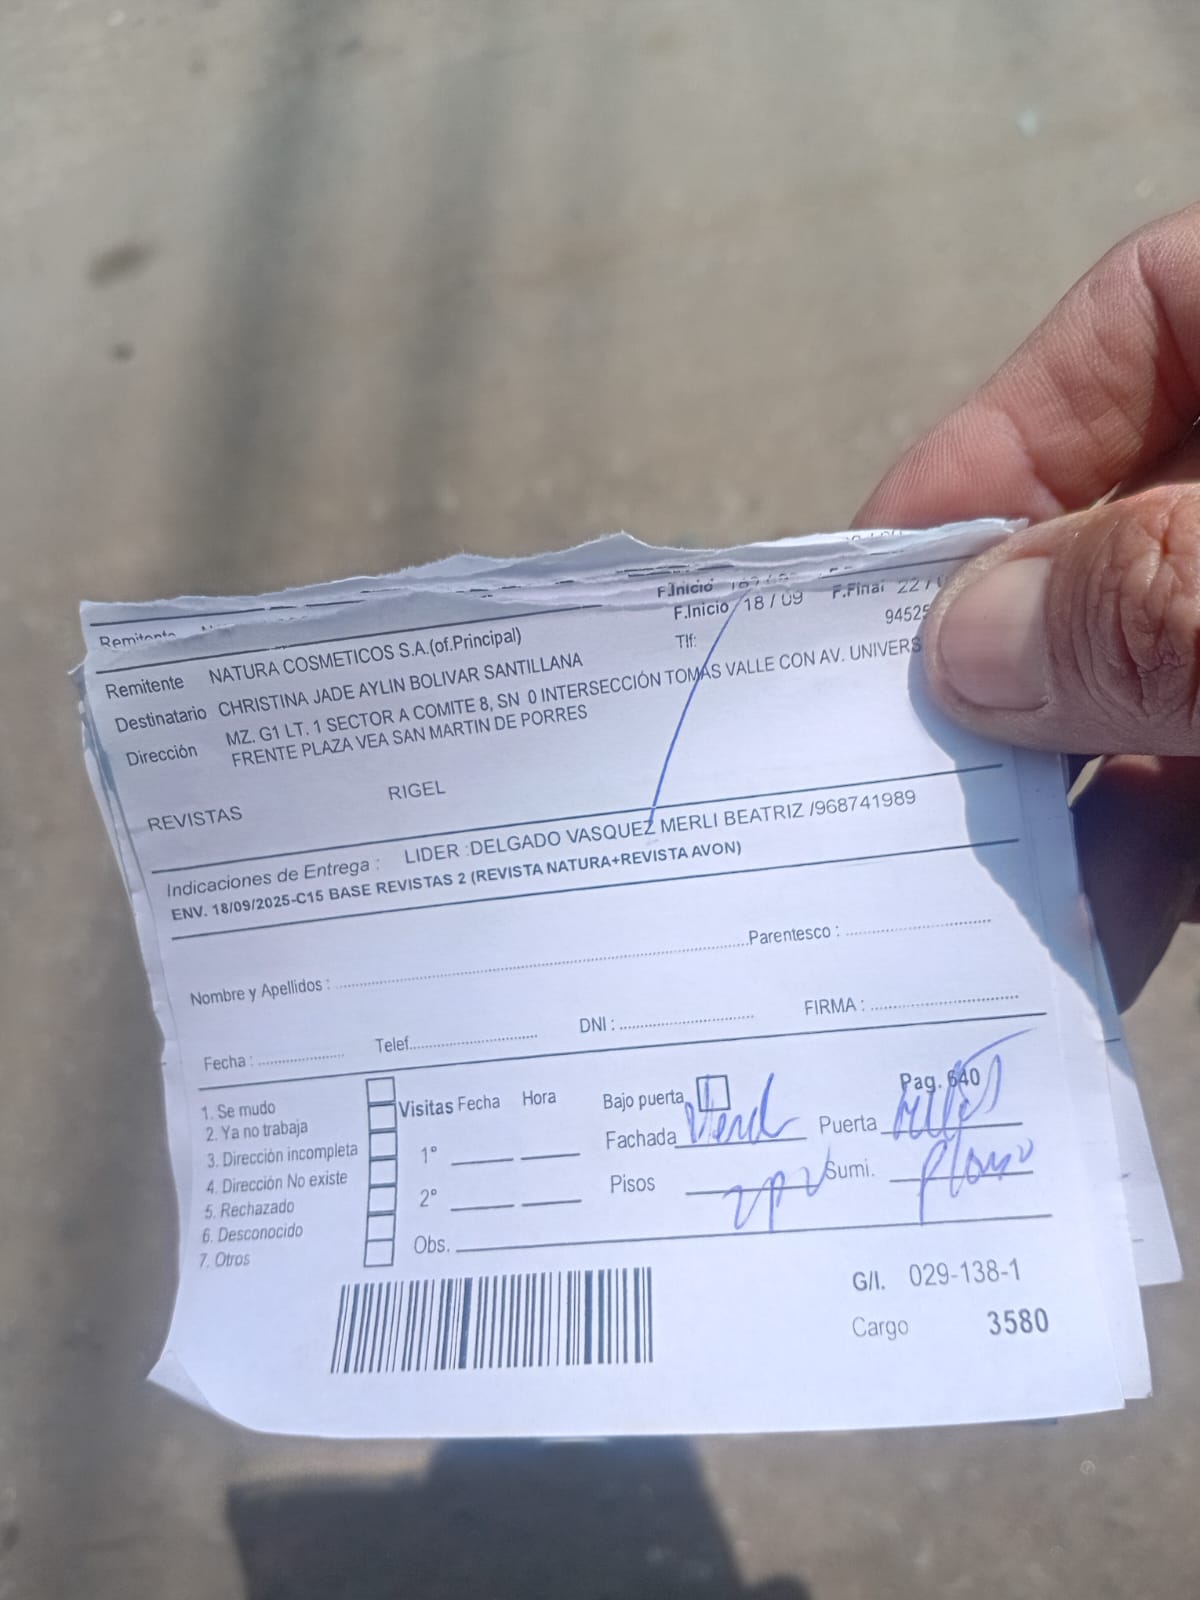 Remitente
F.Inicio
F.Inicio 18 / 09 F.Final 22 /
Remitente NATURA COSMETICOS S.A.(of.Principal)
Tlf: 9452
Destinatario CHRISTINA JADE AYLIN BOLIVAR SANTILLANA
Dirección MZ. G1 LT. 1 SECTOR A COMITE 8, SN 0 INTERSECCIÓN TOMAS VALLE CON AV. UNIVERS
FRENTE PLAZA VEA SAN MARTIN DE PORRES
REVISTAS RIGEL
Indicaciones de Entrega : LIDER :DELGADO VASQUEZ MERLI BEATRIZ /968741989
ENV. 18/09/2025-C15 BASE REVISTAS 2 (REVISTA NATURA+REVISTA AVON)
Nombre y Apellidos : Parentesco :
Fecha : Telef. DNI : FIRMA :
1. Se mudo
2. Ya no trabaja
3. Dirección incompleta
4. Dirección No existe
5. Rechazado
6. Desconocido
7. Otros
Visitas Fecha Hora
1°
2°
Obs.
Bajo puerta Pag. 640
Fachada Verd Puerta
Pisos Sumi.
G/I. 029-138-1
Cargo 3580